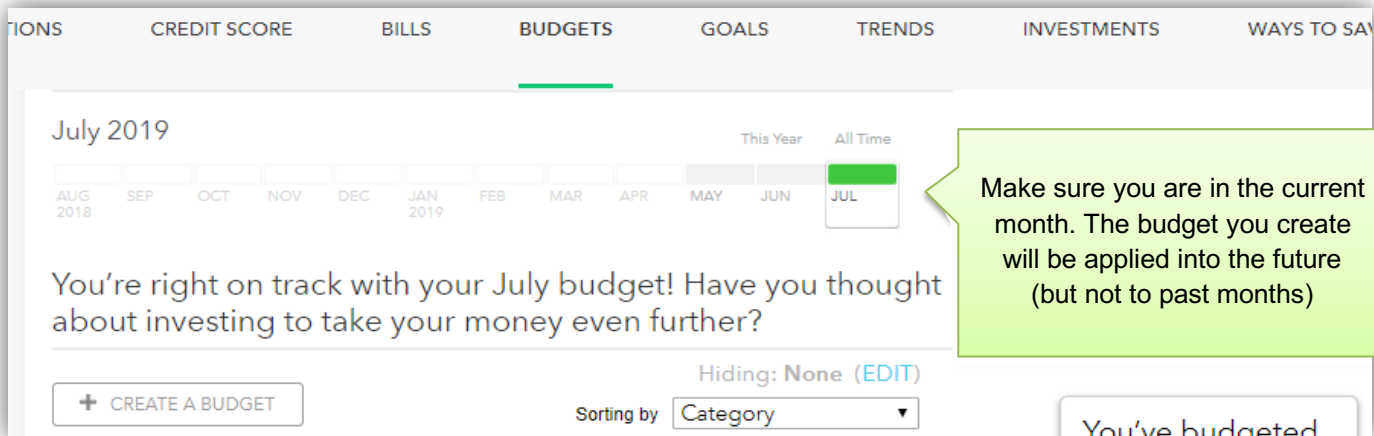 TIONS CREDIT SCORE BILLS BUDGETS GOALS TRENDS INVESTMENTS WAYS TO SAV
July 2019
This Year All Time
AUG 2018 SEP OCT NOV DEC JAN 2019 FEB MAR APR MAY JUN JUL
Make sure you are in the current
month. The budget you create
will be applied into the future
(but not to past months)
You're right on track with your July budget! Have you thought
about investing to take your money even further?
Hiding: None (EDIT)
+ CREATE A BUDGET
Sorting by Category
You've budgeted